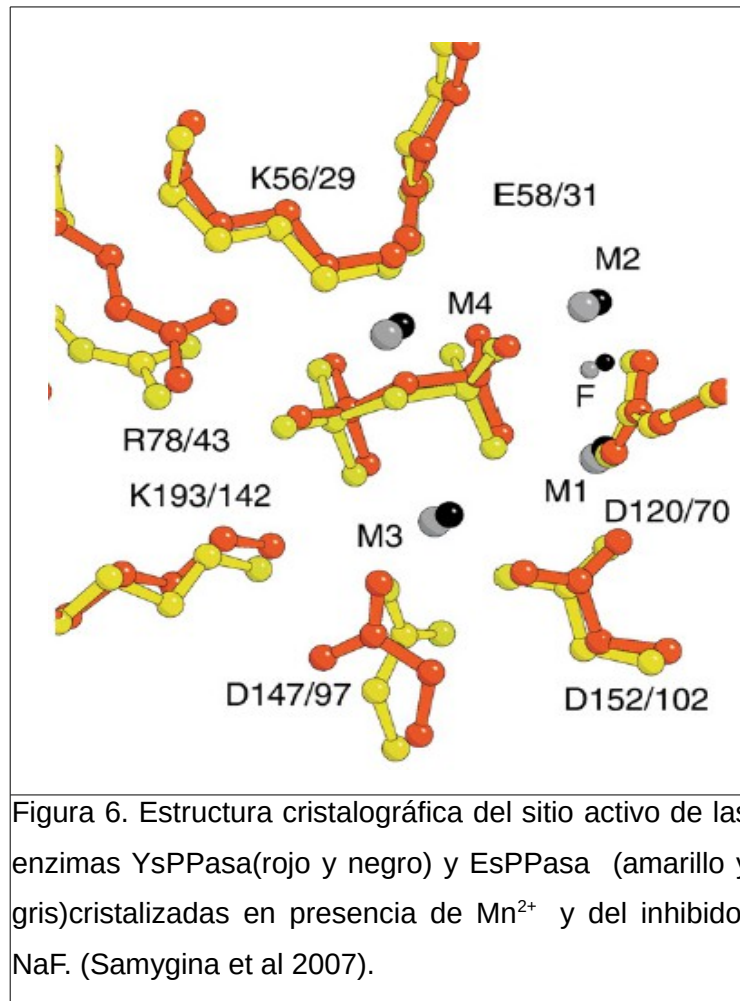 K56/29
E58/31
M2
M4
F
R78/43
M1
K193/142
D120/70
M3
D147/97
D152/102
Figura 6. Estructura cristalográfica del sitio activo de las
enzimas YsPPasa(rojo y negro) y EsPPasa (amarillo y
gris)cristalizadas en presencia de Mn²⁺ y del inhibido
NaF. (Samygina et al 2007).